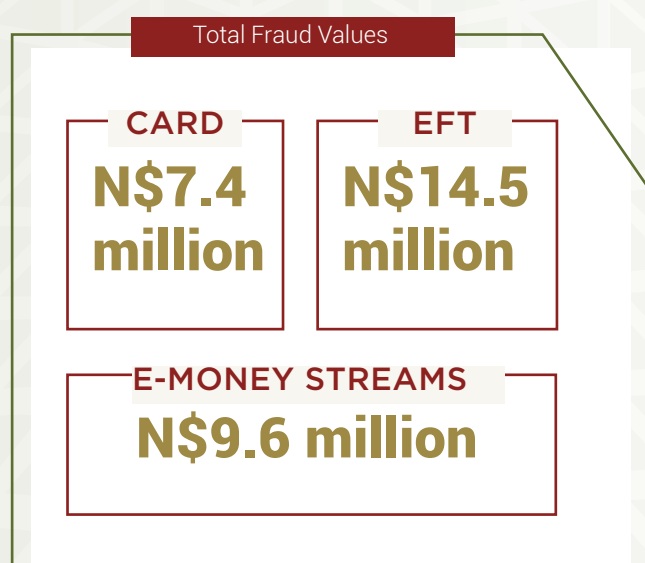 Total Fraud Values
CARD
N$7.4
million
EFT
N$14.5
million
E-MONEY STREAMS
N$9.6 million